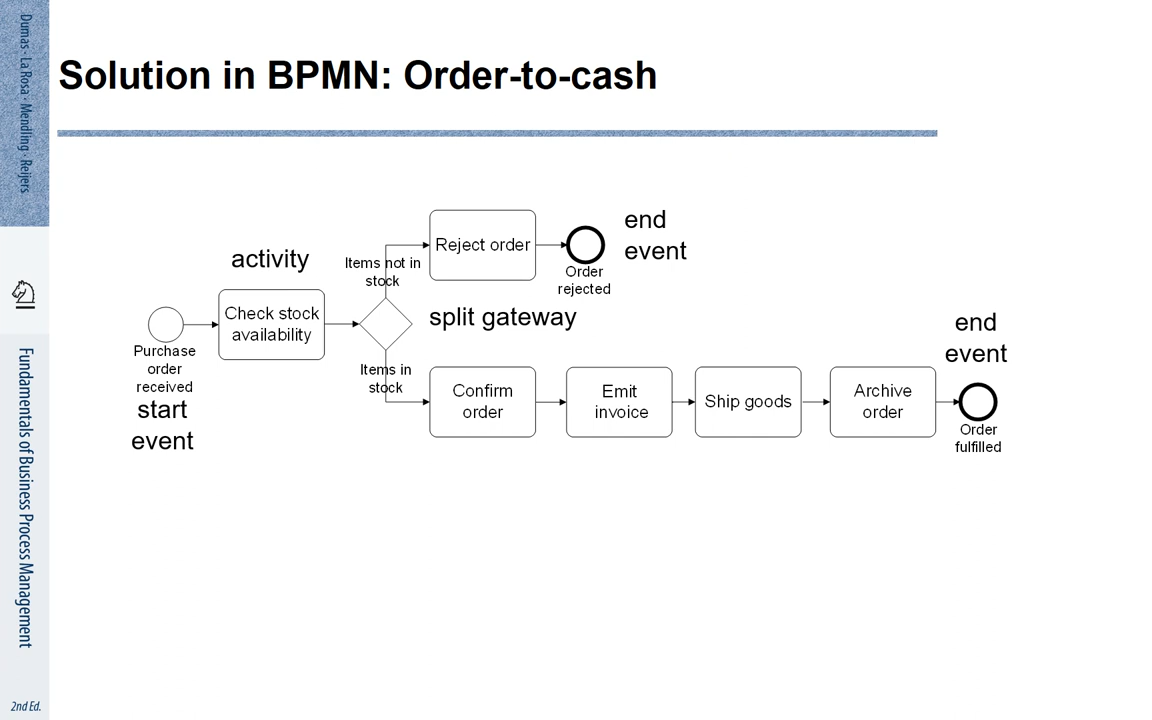 Dumas · La Rosa · Mendling · Reijers
Fundamentals of Business Process Management
2nd Ed.
Solution in BPMN: Order-to-cash
Purchase
order
received
start
event
activity
Check stock
availability
Items not in
stock
Items in
stock
split gateway
Reject order
Order
rejected
end
event
Confirm
order
Emit
invoice
Ship goods
Archive
order
end
event
Order
fulfilled